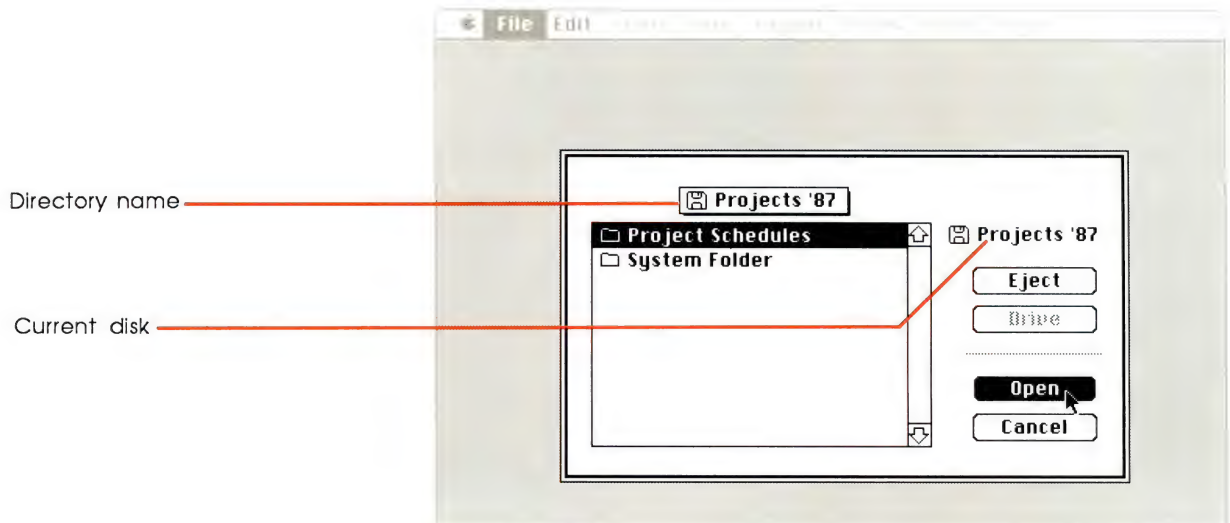 File Edit
Directory name
Projects '87
Project Schedules
Projects '87
System Folder
Eject
Current disk
Drive
Open
Cancel